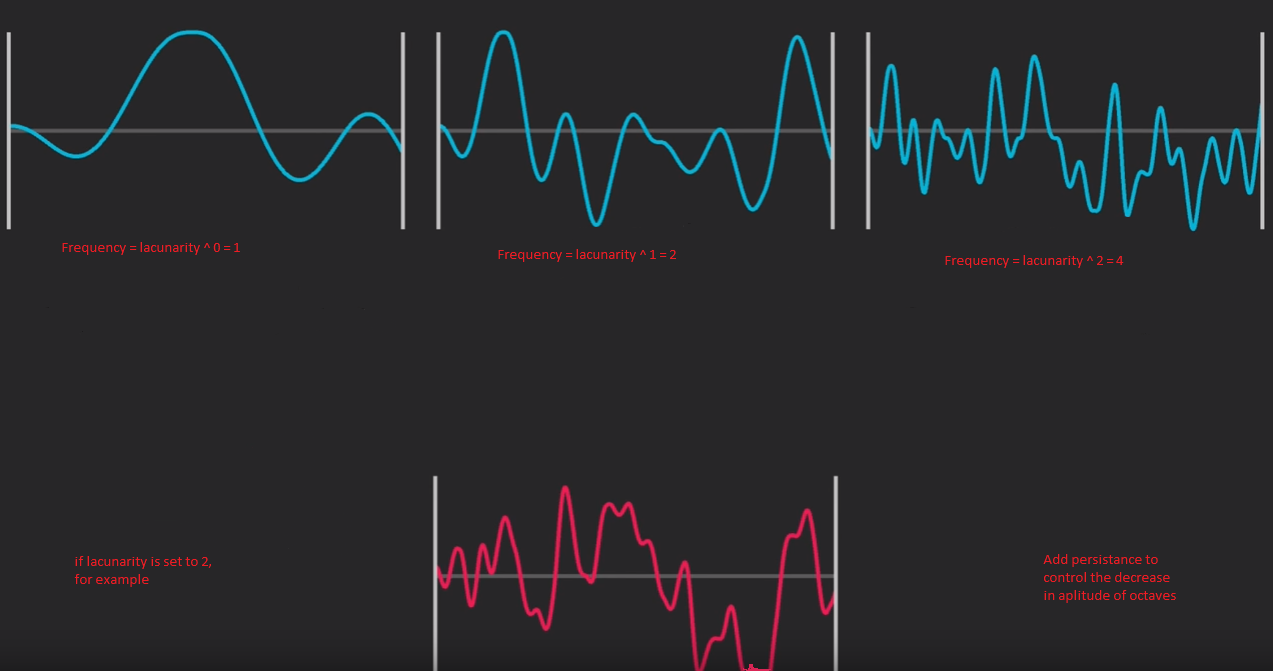 Frequency = lacunarity ^ 0 = 1
Frequency = lacunarity ^ 1 = 2
Frequency = lacunarity ^ 2 = 4
if lacunarity is set to 2,
for example
Add persistance to
control the decrease
in aplitude of octaves